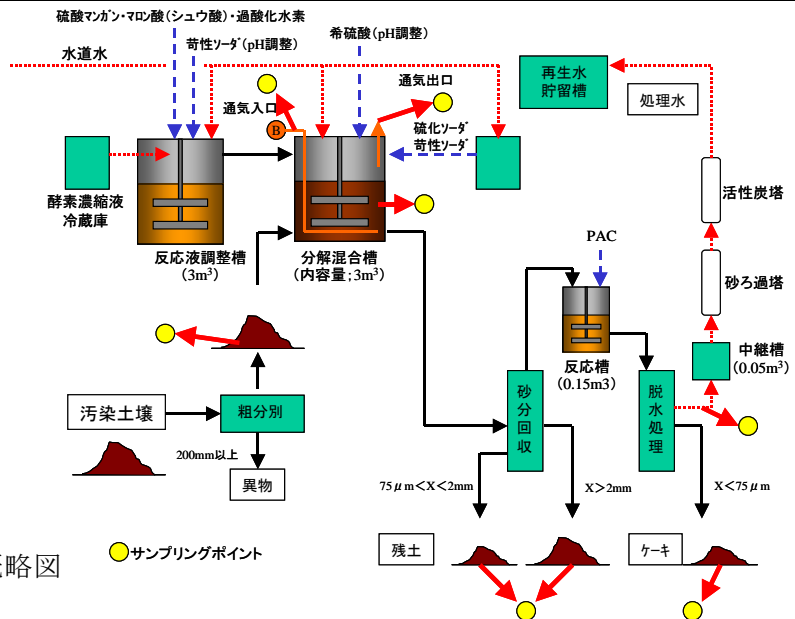 硫酸マンガン・マロン酸(シュウ酸)・過酸化水素
苛性ソーダ(pH調整)
希硫酸(pH調整)
水道水
通気入口
通気出口
B
再生水
貯留槽
処理水
硫化ソーダ
苛性ソーダ
酵素濃縮液
冷蔵庫
反応液調整槽
(3m³)
分解混合槽
(内容量;3m³)
活性炭塔
PAC
砂ろ過塔
反応槽
(0.15m3)
中継槽
(0.05m³)
汚染土壌
粗分別
200mm以上
異物
砂分回収
脱水処理
75μm<X<2mm
X>2mm
X<75μm
残土
ケーキ
サンプリングポイント
略図